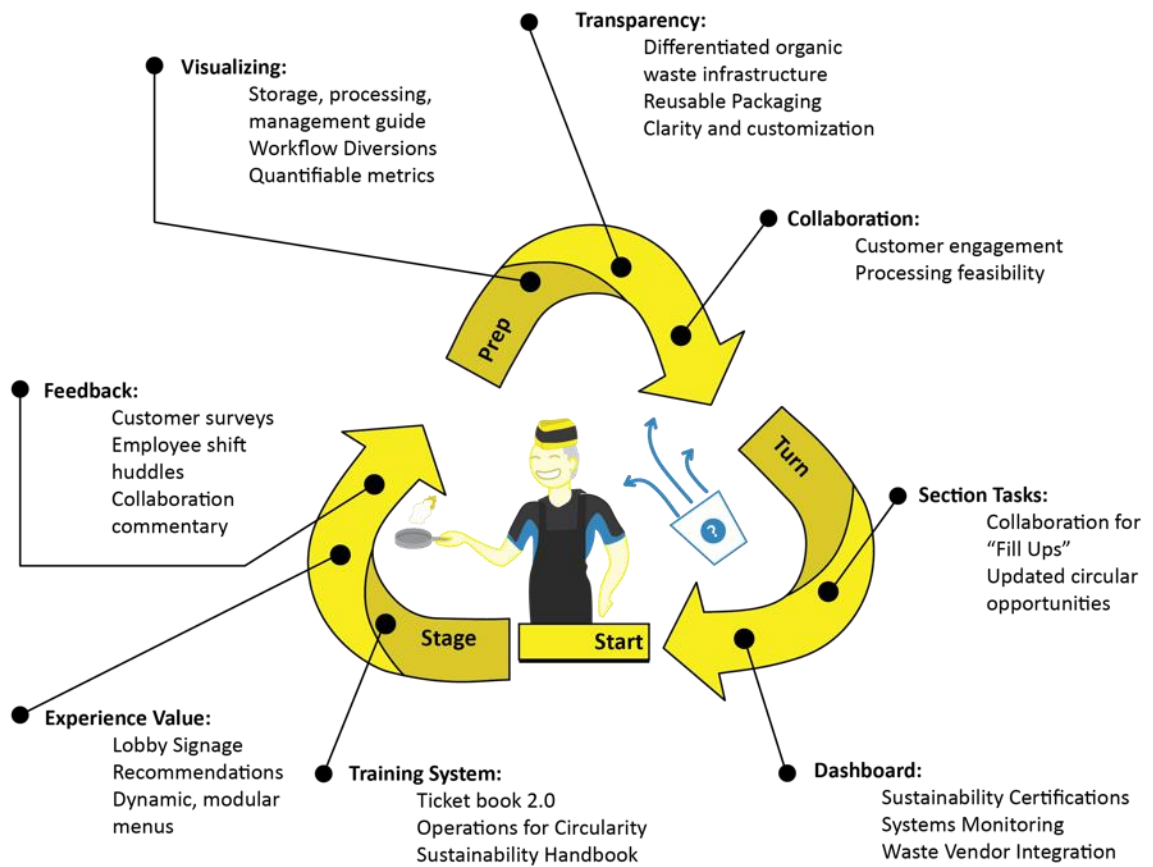 Transparency:
Differentiated organic
waste infrastructure
Reusable Packaging
Clarity and customization
Visualizing:
Storage, processing,
management guide
Workflow Diversions
Quantifiable metrics
Collaboration:
Customer engagement
Processing feasibility
Prep
Feedback:
Customer surveys
Employee shift
huddles
Collaboration
commentary
Turn
Section Tasks:
Collaboration for
“Fill Ups”
Updated circular
opportunities
?
Stage
Start
Experience Value:
Lobby Signage
Recommendations
Dynamic, modular
menus
Training System:
Ticket book 2.0
Operations for Circularity
Sustainability Handbook
Dashboard:
Sustainability Certifications
Systems Monitoring
Waste Vendor Integration